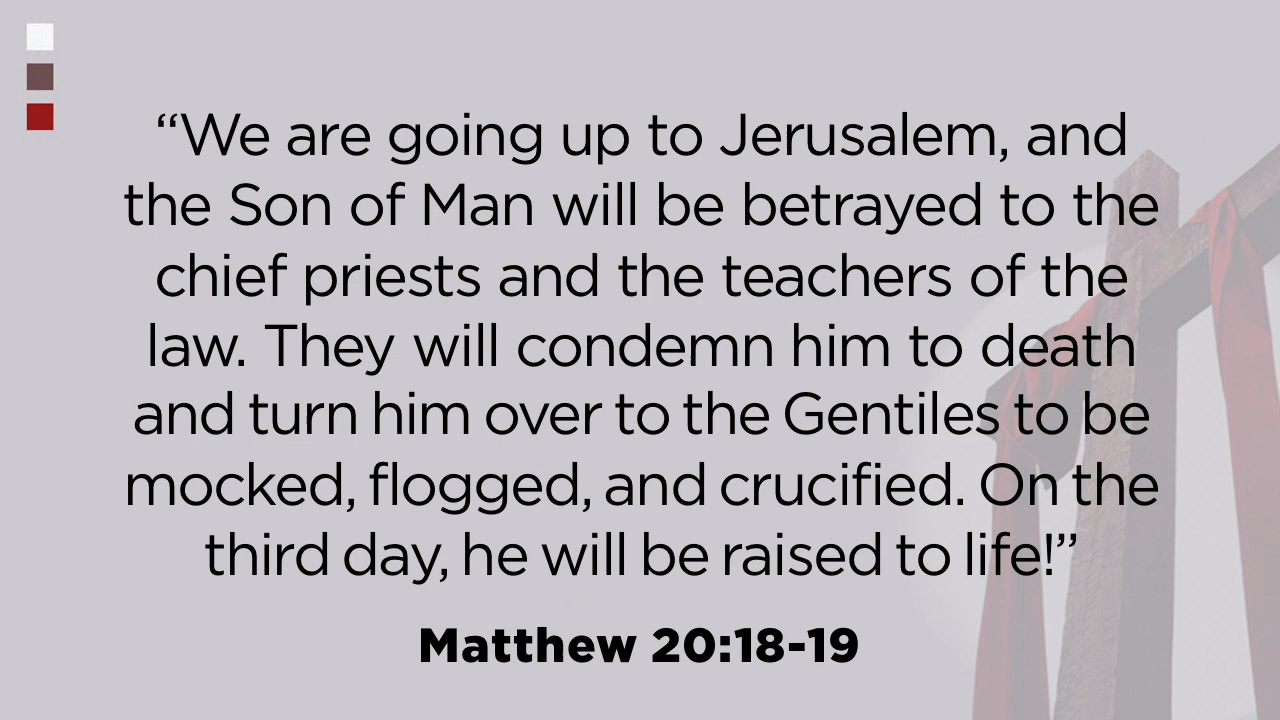 “We are going up to Jerusalem, and
the Son of Man will be betrayed to the
chief priests and the teachers of the
law. They will condemn him to death
and turn him over to the Gentiles to be
mocked, flogged, and crucified. On the
third day, he will be raised to life!”
Matthew 20:18-19